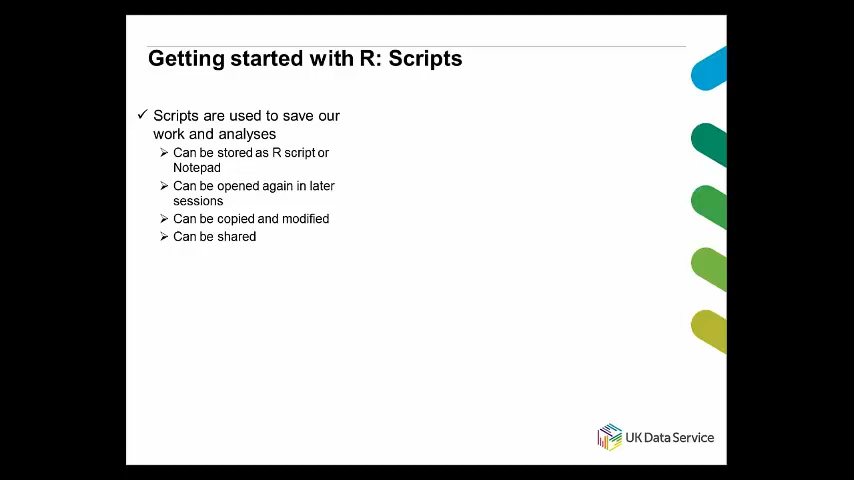 Getting started with R: Scripts
✓ Scripts are used to save our
work and analyses
➢ Can be stored as R script or
Notepad
➢ Can be opened again in later
sessions
➢ Can be copied and modified
➢ Can be shared
UK Data Service